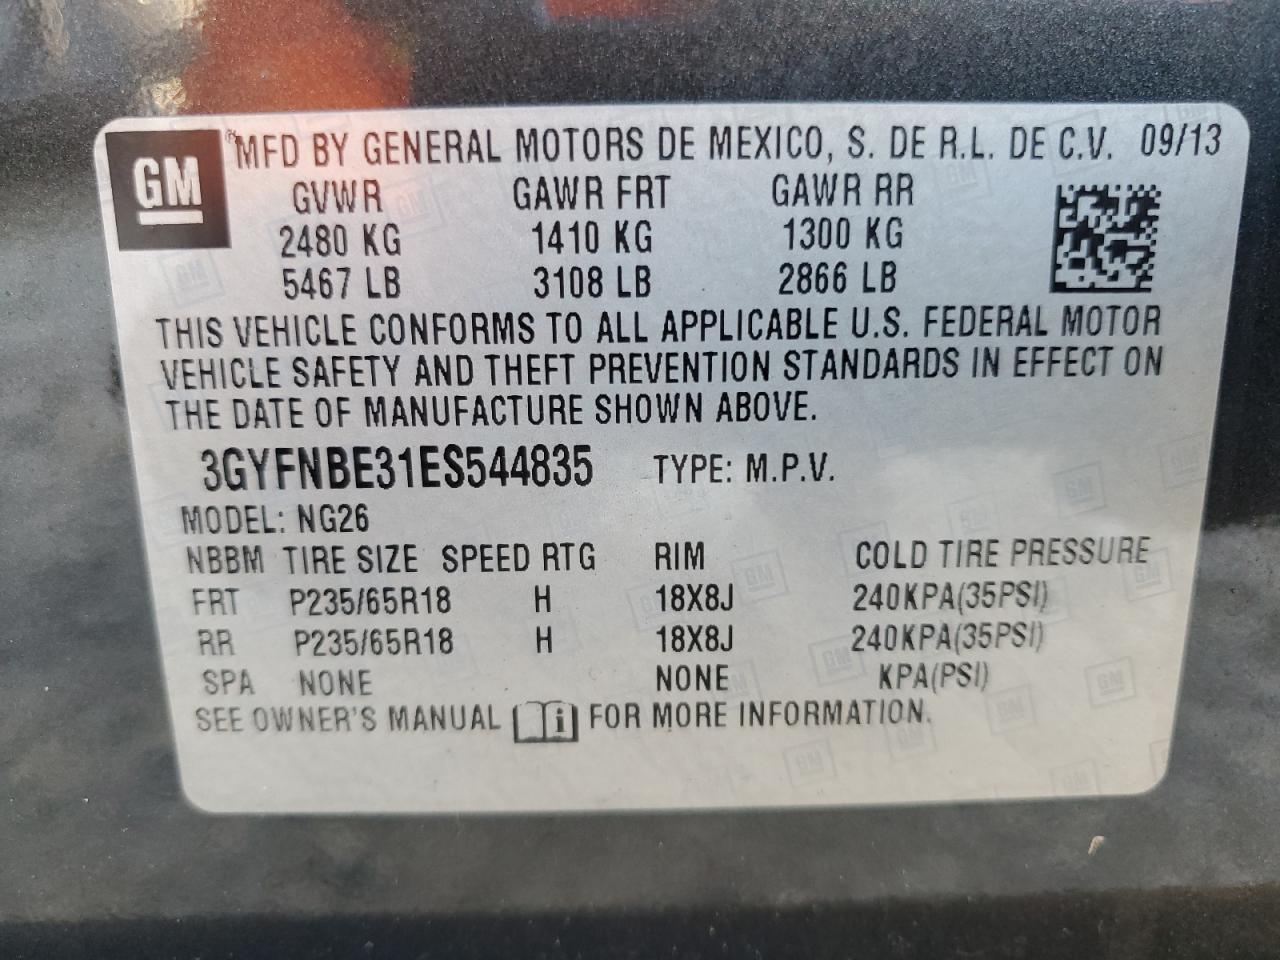 GM
MFD BY GENERAL MOTORS DE MEXICO, S. DE R.L. DE C.V. 09/13
GVWR GAWR FRT GAWR RR
2480 KG 1410 KG 1300 KG
5467 LB 3108 LB 2866 LB
THIS VEHICLE CONFORMS TO ALL APPLICABLE U.S. FEDERAL MOTOR
VEHICLE SAFETY AND THEFT PREVENTION STANDARDS IN EFFECT ON
THE DATE OF MANUFACTURE SHOWN ABOVE.
3GYFNBE31ES544835 TYPE: M.P.V.
MODEL: NG26
NBBM TIRE SIZE SPEED RTG RIM COLD TIRE PRESSURE
FRT P235/65R18 H 18X8J 240KPA(35PSI)
RR P235/65R18 H 18X8J 240KPA(35PSI)
SPA NONE NONE KPA(PSI)
SEE OWNER'S MANUAL i FOR MORE INFORMATION.